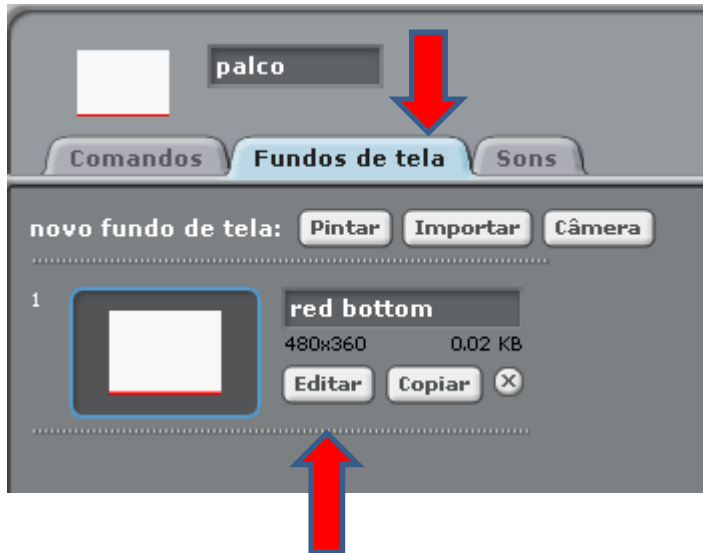 palco
Comandos Fundos de tela Sons
novo fundo de tela: Pintar Importar Câmera
1 red bottom
480x360 0.02 KB
Editar Copiar